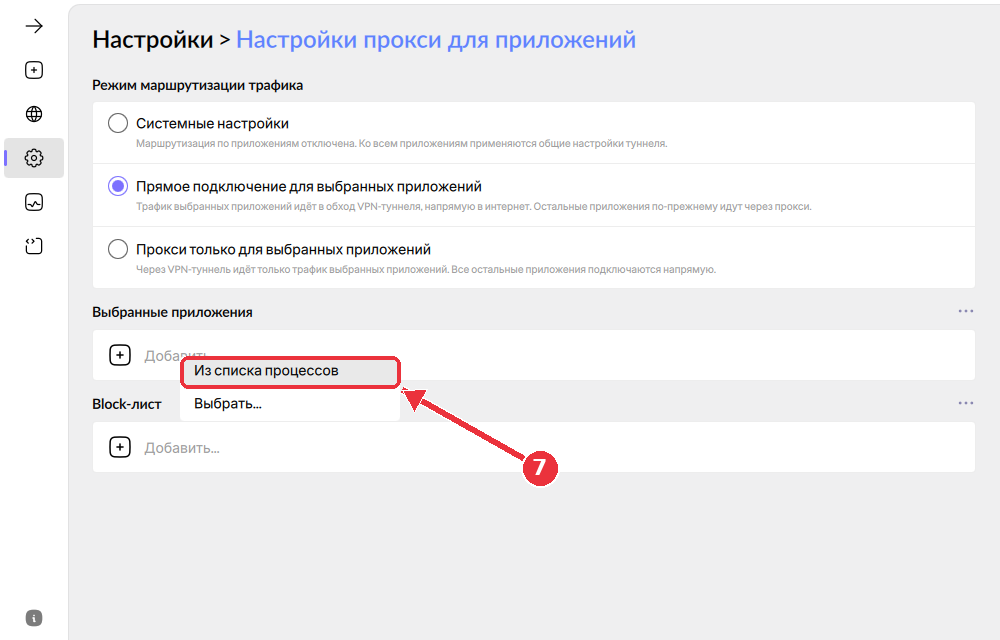 Настройки > Настройки прокси для приложений
Режим маршрутизации трафика
Системные настройки
Маршрутизация по приложениям отключена. Ко всем приложениям применяются общие настройки туннеля.
Прямое подключение для выбранных приложений
Трафик выбранных приложений идёт в обход VPN-туннеля, напрямую в интернет. Остальные приложения по-прежнему идут через прокси.
Прокси только для выбранных приложений
Через VPN-туннель идёт только трафик выбранных приложений. Все остальные приложения подключаются напрямую.
Выбранные приложения
Добавить...
Из списка процессов
Block-лист
Выбрать...
Добавить...
7